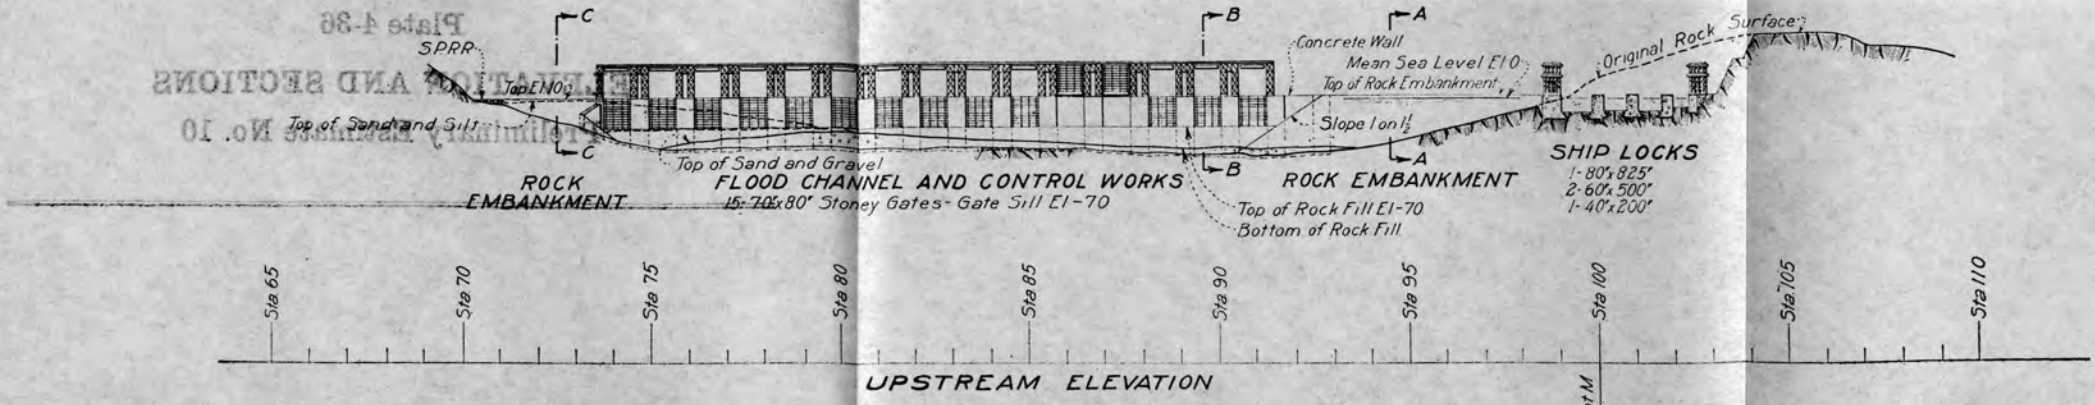 Plate 4-36
ELEVATION AND SECTIONS
Preliminary Estimate No. 10
C
B
A
SPRR
Concrete Wall
Mean Sea Level El 0
Top of Rock Embankment
Original Rock Surface
Top El 10
Top of Sand and Silt
Slope 1 on 1½
C
B
A
Top of Sand and Gravel
ROCK EMBANKMENT
FLOOD CHANNEL AND CONTROL WORKS
15-70'x80' Stoney Gates-Gate Sill El-70
ROCK EMBANKMENT
SHIP LOCKS
1-80'x825'
2-60'x500'
1-40'x200'
Top of Rock Fill El-70
Bottom of Rock Fill
Sta 65
Sta 70
Sta 75
Sta 80
Sta 85
Sta 90
Sta 95
Sta 100
Sta 105
Sta 110
UPSTREAM ELEVATION